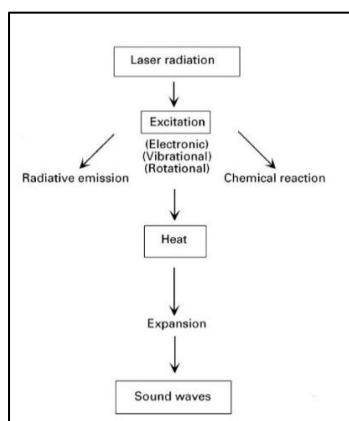 Laser radiation
Excitation
(Electronic)
(Vibrational)
(Rotational)
Radiative emission
Chemical reaction
Heat
Expansion
Sound waves